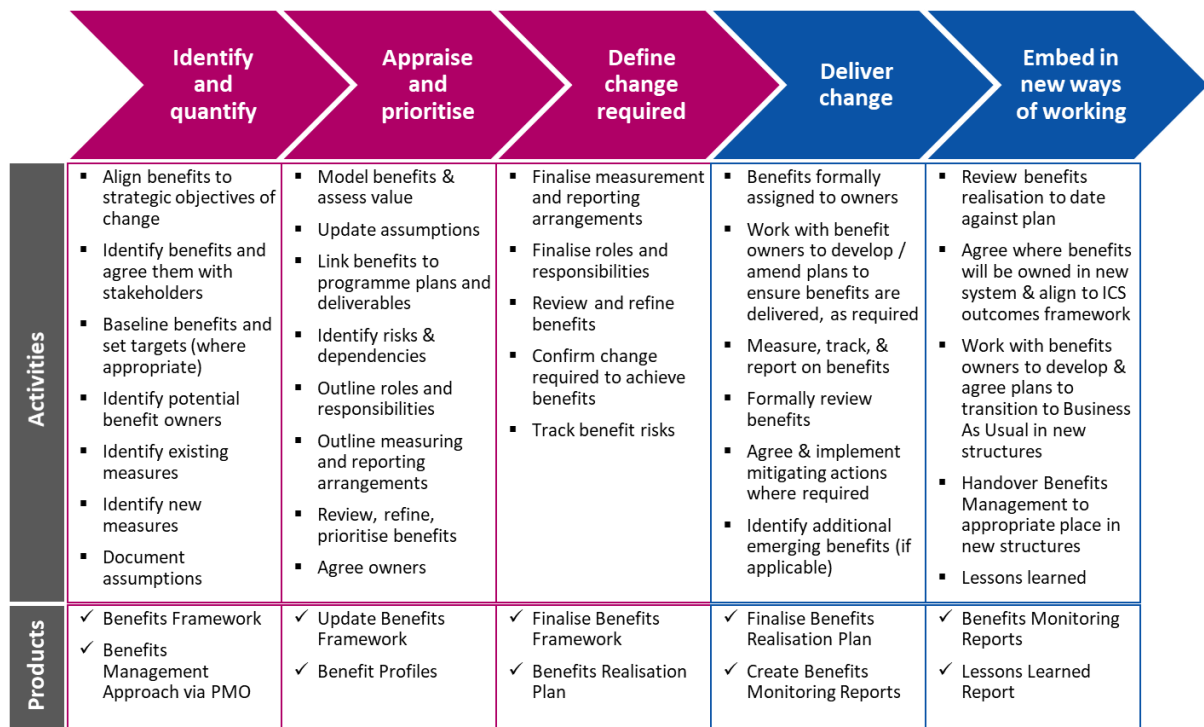 Identify
and
quantify
Appraise
and
prioritise
Define
change
required
Deliver
change
Embed in
new ways
of working
Activities
▪ Align benefits to
strategic objectives of
change
▪ Identify benefits and
agree them with
stakeholders
▪ Baseline benefits and
set targets (where
appropriate)
▪ Identify potential
benefit owners
▪ Identify existing
measures
▪ Identify new
measures
▪ Document
assumptions
▪ Model benefits &
assess value
▪ Update assumptions
▪ Link benefits to
programme plans and
deliverables
▪ Identify risks &
dependencies
▪ Outline roles and
responsibilities
▪ Outline measuring
and reporting
arrangements
▪ Review, refine,
prioritise benefits
▪ Agree owners
▪ Finalise measurement
and reporting
arrangements
▪ Finalise roles and
responsibilities
▪ Review and refine
benefits
▪ Confirm change
required to achieve
benefits
▪ Track benefit risks
▪ Benefits formally
assigned to owners
▪ Work with benefit
owners to develop /
amend plans to
ensure benefits are
delivered, as required
▪ Measure, track, &
report on benefits
▪ Formally review
benefits
▪ Agree & implement
mitigating actions
where required
▪ Identify additional
emerging benefits (if
applicable)
▪ Review benefits
realisation to date
against plan
▪ Agree where benefits
will be owned in new
system & align to ICS
outcomes framework
▪ Work with benefits
owners to develop &
agree plans to
transition to Business
As Usual in new
structures
▪ Handover Benefits
Management to
appropriate place in
new structures
▪ Lessons learned
Products
✓ Benefits Framework
✓ Benefits
Management
Approach via PMO
✓ Update Benefits
Framework
✓ Benefit Profiles
✓ Finalise Benefits
Framework
✓ Benefits Realisation
Plan
✓ Finalise Benefits
Realisation Plan
✓ Create Benefits
Monitoring Reports
✓ Benefits Monitoring
Reports
✓ Lessons Learned
Report